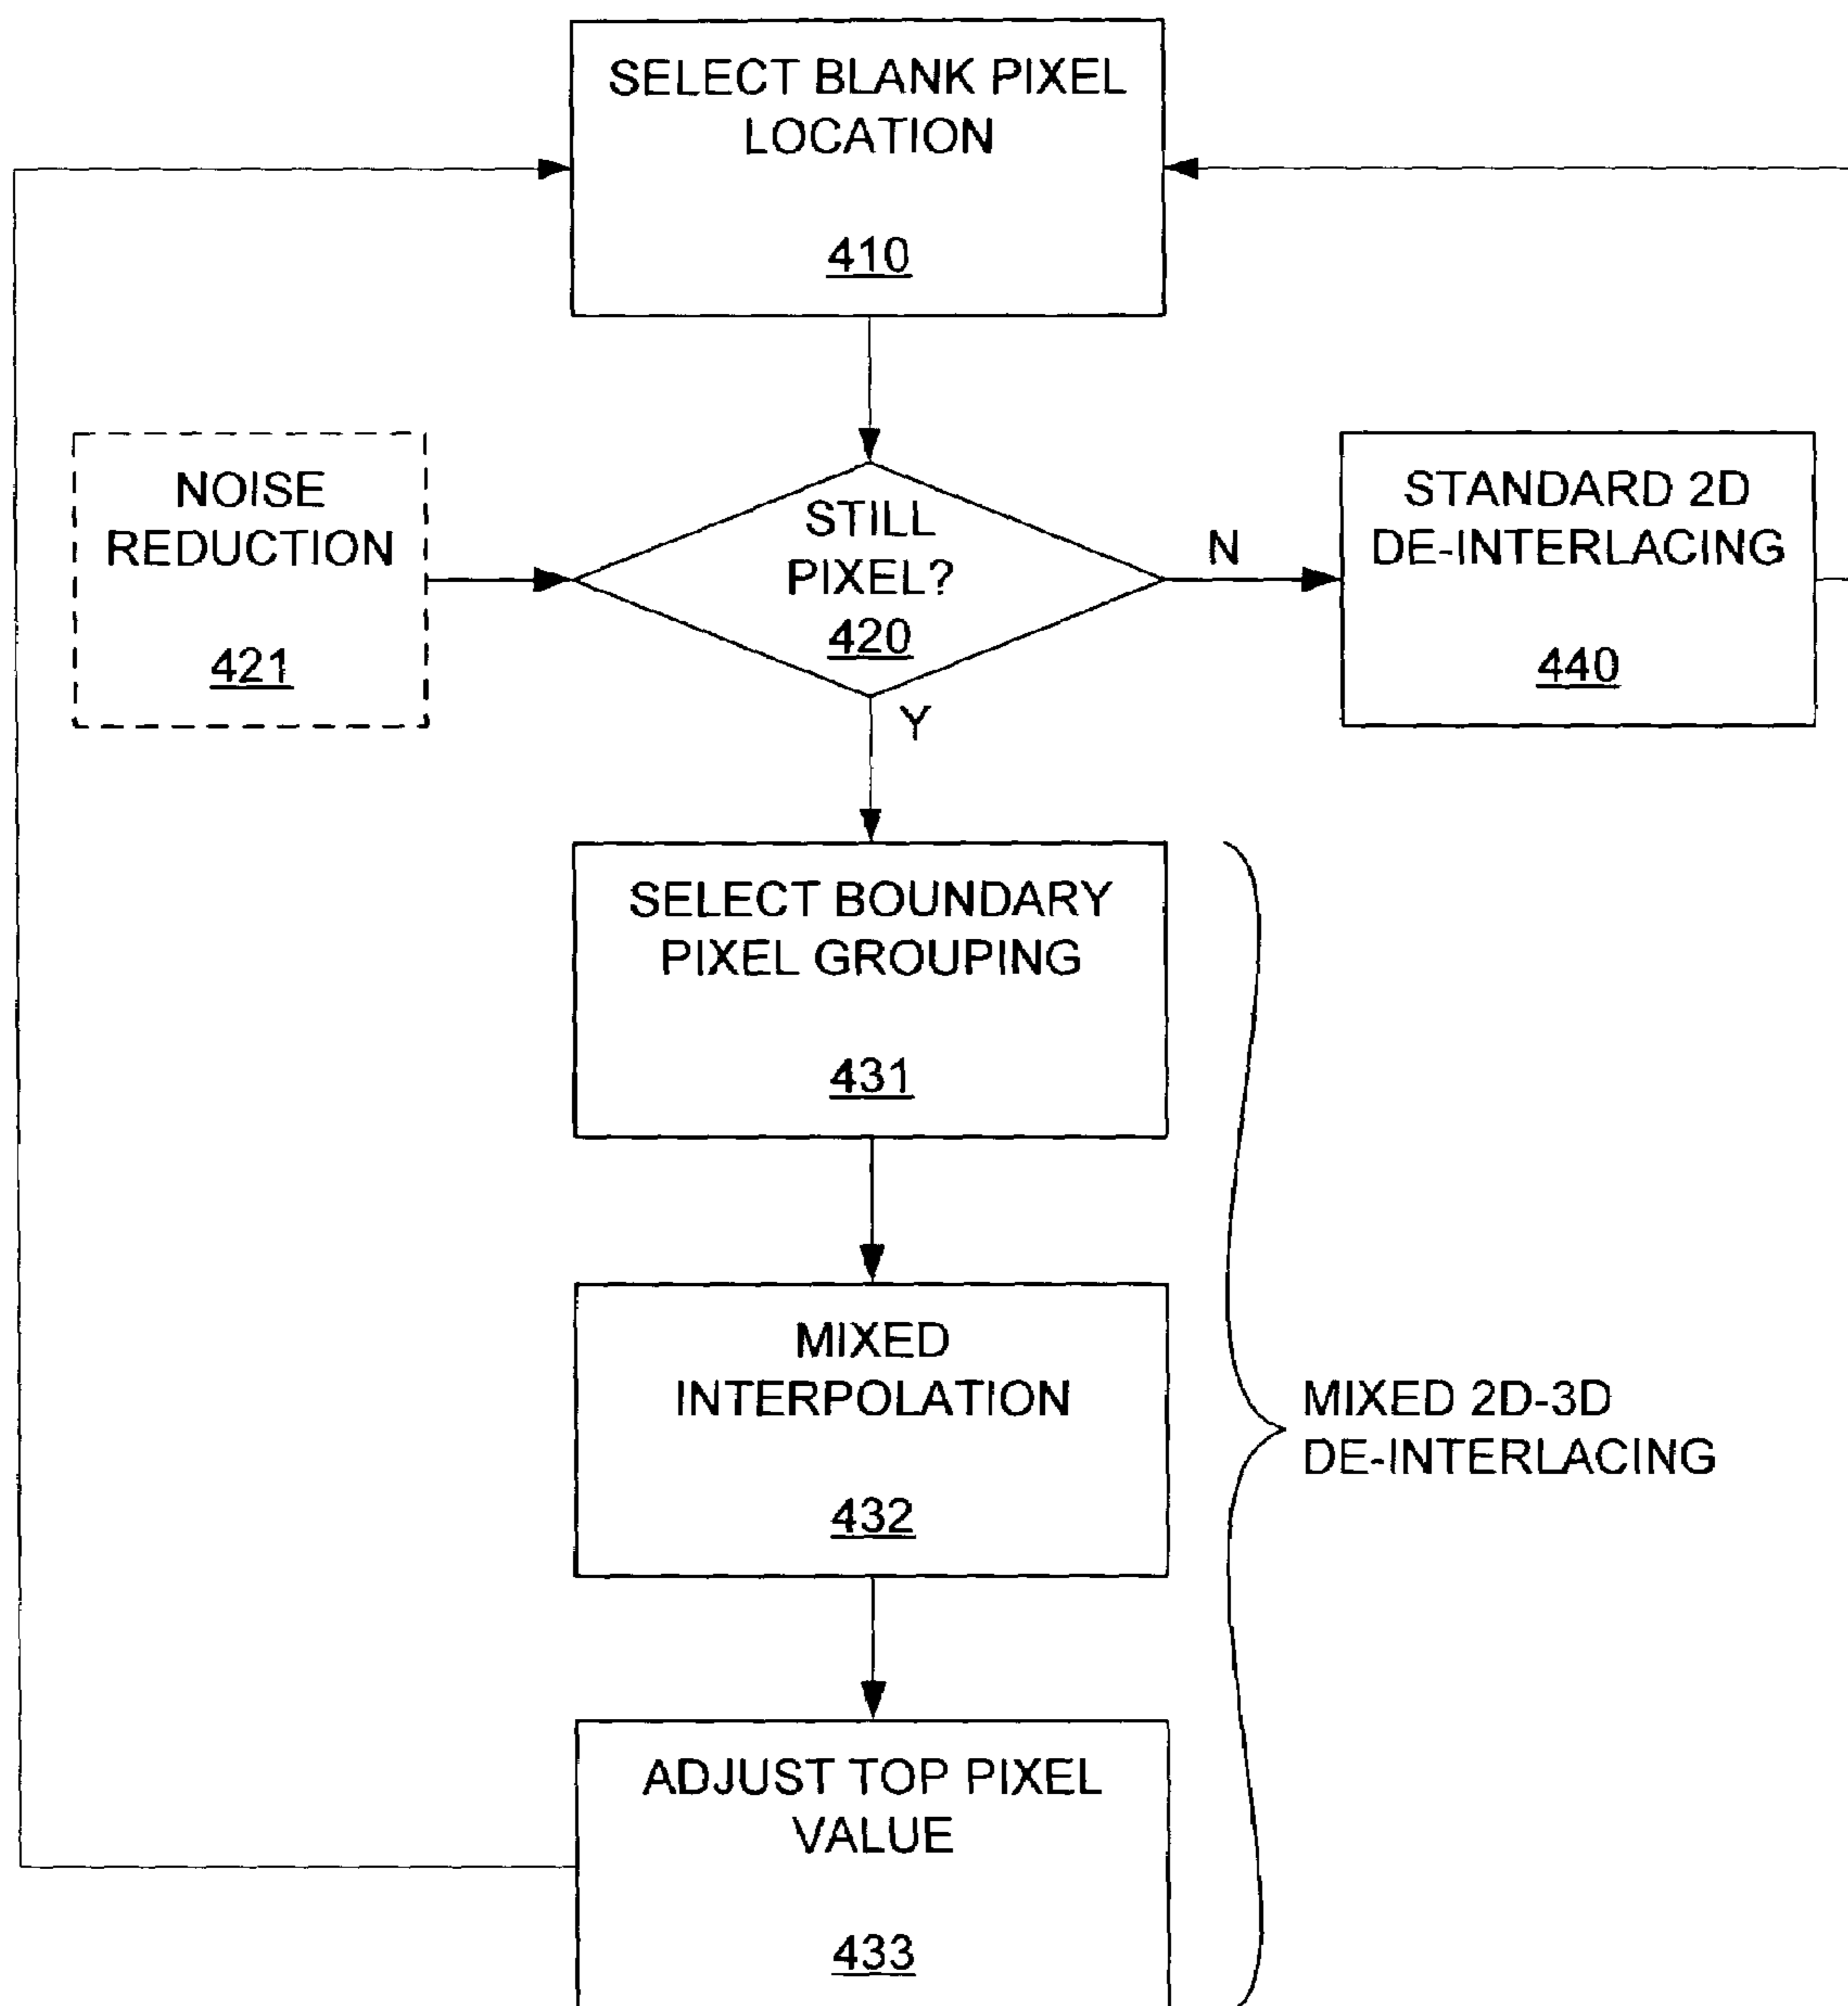 SELECT BLANK PIXEL
LOCATION
410
NOISE
REDUCTION
421
STILL
PIXEL?
420
N
STANDARD 2D
DE-INTERLACING
440
Y
SELECT BOUNDARY
PIXEL GROUPING
431
MIXED
INTERPOLATION
432
MIXED 2D-3D
DE-INTERLACING
ADJUST TOP PIXEL
VALUE
433